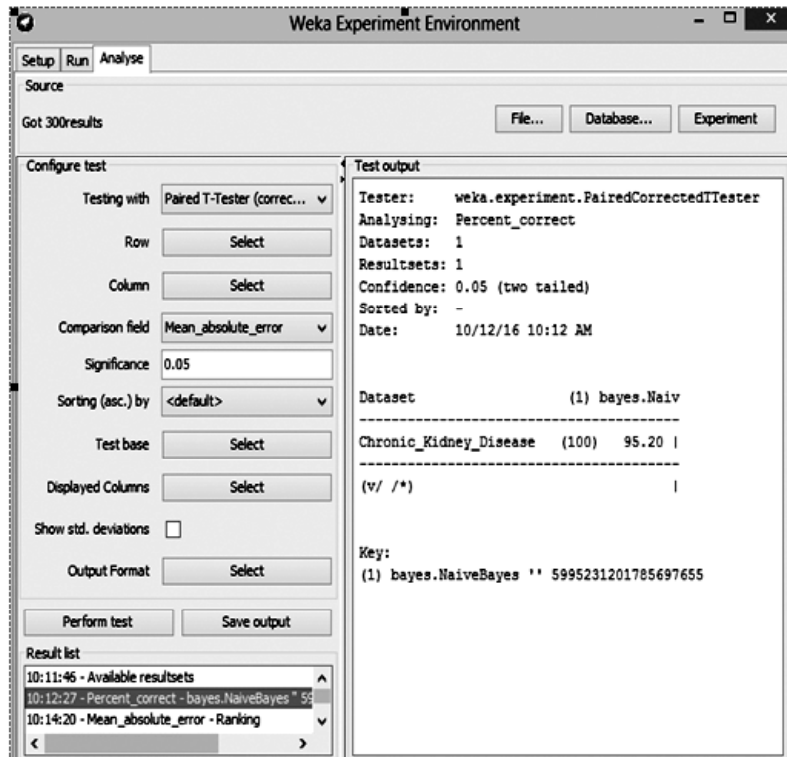 Weka Experiment Environment
Setup Run Analyse
Source
Got 300results
File...
Database...
Experiment
Configure test
Testing with Paired T-Tester (correc...
Row Select
Column Select
Comparison field Mean_absolute_error
Significance 0.05
Sorting (asc.) by <default>
Test base Select
Displayed Columns Select
Show std. deviations
Output Format Select
Perform test
Save output
Result list
10:11:46 - Available resultsets
10:12:27 - Percent_correct - bayes.NaiveBayes '' 59
10:14:20 - Mean_absolute_error - Ranking
Test output
Tester: weka.experiment.PairedCorrectedTTester
Analysing: Percent_correct
Datasets: 1
Resultsets: 1
Confidence: 0.05 (two tailed)
Sorted by: -
Date: 10/12/16 10:12 AM
Dataset (1) bayes.Naiv
----------------------------------------
Chronic_Kidney_Disease (100) 95.20 |
----------------------------------------
(v/ /*) |
Key:
(1) bayes.NaiveBayes '' 5995231201785697655